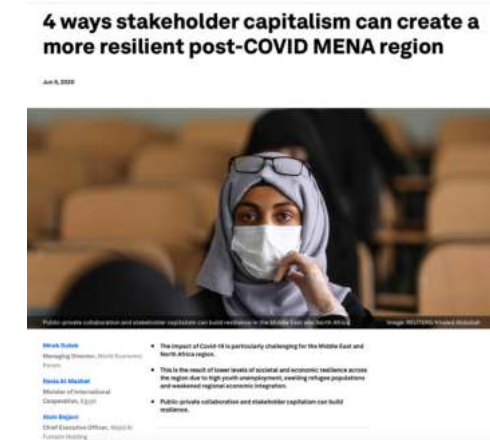 4 ways stakeholder capitalism can create a
more resilient post-COVID MENA region
Jun 9, 2020
Public-private collaboration and stakeholder capitalism can build resilience in the Middle East and North Africa
Image: REUTERS/Khaled Abdullah
Mirek Dušek
Managing Director, World Economic
Forum
Rania Al-Mashat
Minister of International
Cooperation, Egypt
Alain Bejjani
Chief Executive Officer, Majid Al
Futtaim Holding
The impact of Covid-19 is particularly challenging for the Middle East and
North Africa region.
This is the result of lower levels of societal and economic resilience across
the region due to high youth unemployment, swelling refugee populations
and weakened regional economic integration.
Public-private collaboration and stakeholder capitalism can build
resilience.